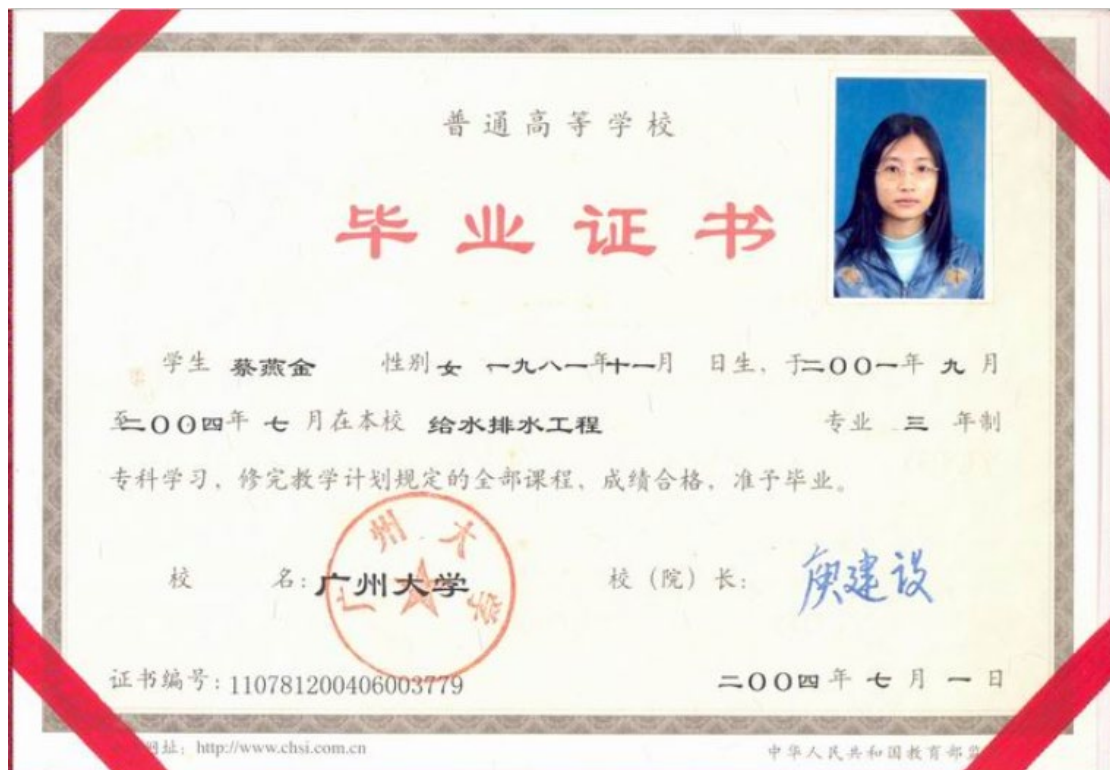 普通高等学校
毕业证书
学生 蔡燕金 性别 女 一九八一年十一月 日生，于二〇〇一年 九 月
至二〇〇四年 七 月在本校 给水排水工程 专业 三 年制
专科学习，修完教学计划规定的全部课程，成绩合格，准予毕业。
广州大学
校 名：广州大学 校（院）长：庾建设
证书编号：110781200406003779 二〇〇四年 七 月 一 日
网址：http://www.chsi.com.cn 中华人民共和国教育部